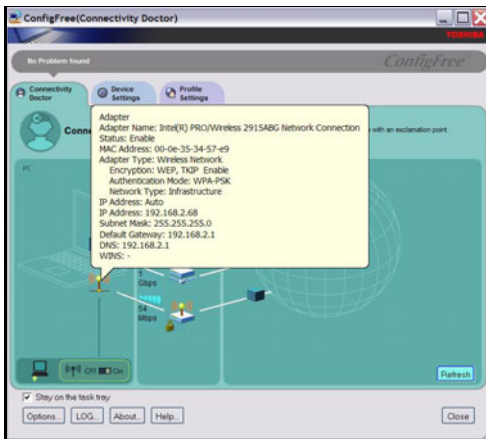 ConfigFree(Connectivity Doctor)
TOSHIBA
No Problem found
ConfigFree
Connectivity
Doctor
Device
Settings
Profile
Settings
Conne
with an exclamation point.
PC
Adapter
Adapter Name: Intel(R) PRO/Wireless 2915ABG Network Connection
Status: Enable
MAC Address: 00-0e-35-34-57-e9
Adapter Type: Wireless Network
Encryption: WEP, TKIP Enable
Authentication Mode: WPA-PSK
Network Type: Infrastructure
IP Address: Auto
IP Address: 192.168.2.68
Subnet Mask: 255.255.255.0
Default Gateway: 192.168.2.1
DNS: 192.168.2.1
WINS: -
1
Gbps
54
Mbps
Off On
Refresh
Stay on the task tray
Options... LOG... About... Help... Close